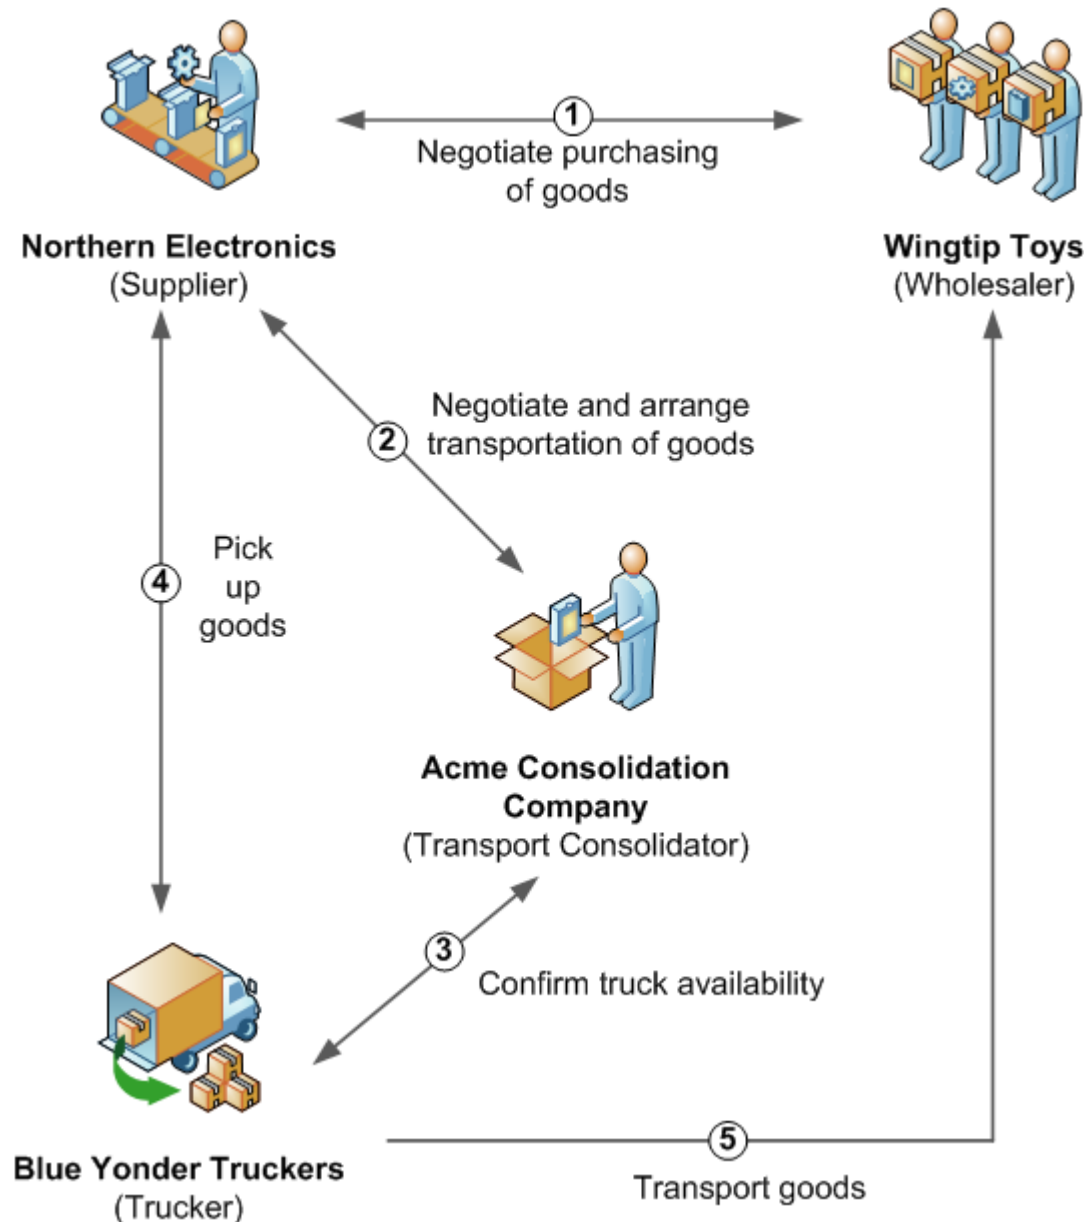 1
Negotiate purchasing
of goods
Northern Electronics
(Supplier)
Wingtip Toys
(Wholesaler)
2
Negotiate and arrange
transportation of goods
4
Pick
up
goods
Acme Consolidation
Company
(Transport Consolidator)
3
Confirm truck availability
5
Transport goods
Blue Yonder Truckers
(Trucker)